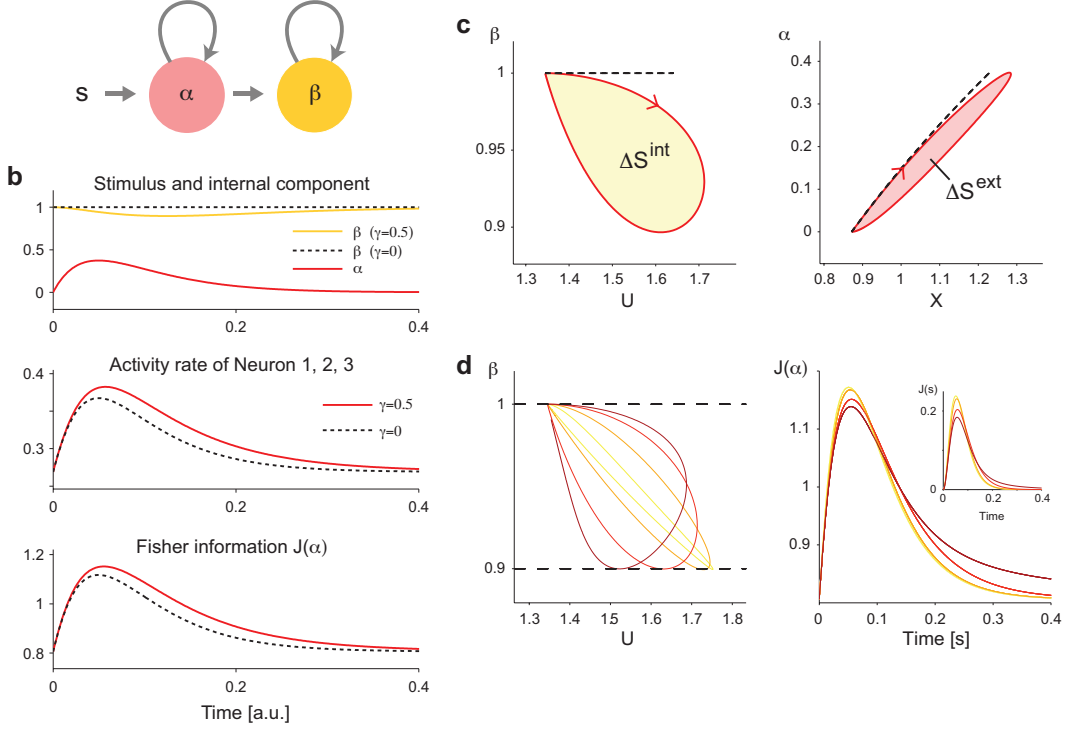 s
α
β
b
Stimulus and internal component
1
0.5
0
β (γ=0.5)
β (γ=0)
α
0
0.2
0.4
Activity rate of Neuron 1, 2, 3
0.4
0.3
γ=0.5
γ=0
0
0.2
0.4
Fisher information J(α)
1.2
1
0.8
0
0.2
0.4
Time [a.u.]
c
β
1
0.95
0.9
ΔS^int
1.3
1.4
1.5
1.6
1.7
U
α
0.4
0.3
0.2
0.1
0
ΔS^ext
0.8
0.9
1
1.1
1.2
1.3
X
d
β
1
0.9
1.3
1.4
1.5
1.6
1.7
1.8
U
J(α)
1.1
1
0.9
0
0.1
0.2
0.3
0.4
Time [s]
J(s)
0.2
0
0
0.2
0.4
Time